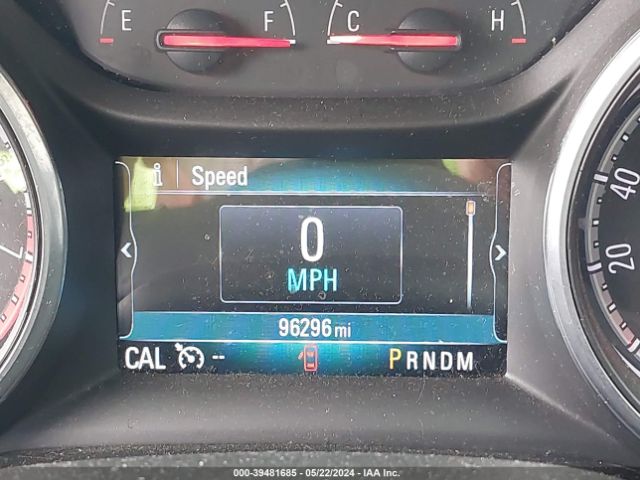 E F C H
i Speed
0
MPH
96296 mi
CAL -- PRNDM
40
20
000-39481685 - 05/22/2024 - IAA Inc.